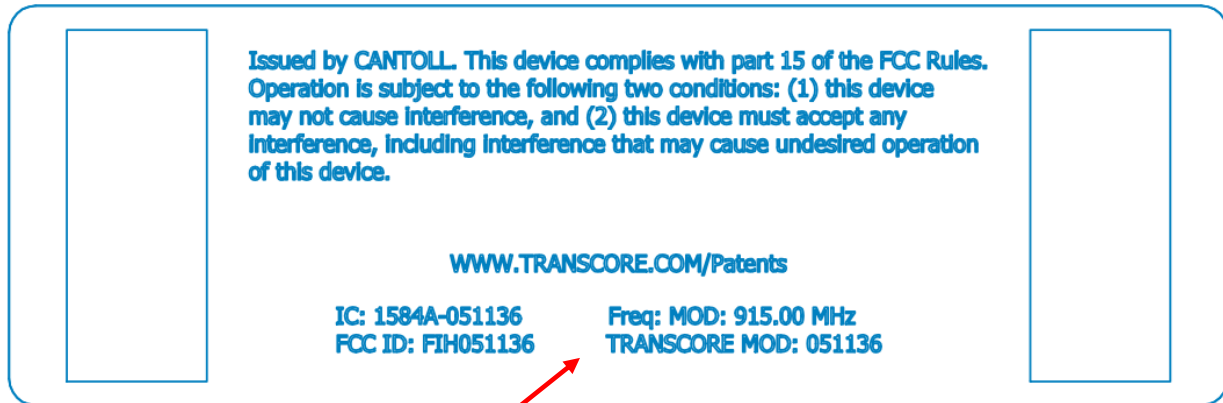 Issued by CANTOLL. This device complies with part 15 of the FCC Rules.
Operation is subject to the following two conditions: (1) this device
may not cause interference, and (2) this device must accept any
interference, including interference that may cause undesired operation
of this device.
WWW.TRANSCORE.COM/Patents
IC: 1584A-051136 Freq: MOD: 915.00 MHz
FCC ID: FIH051136 TRANSCORE MOD: 051136